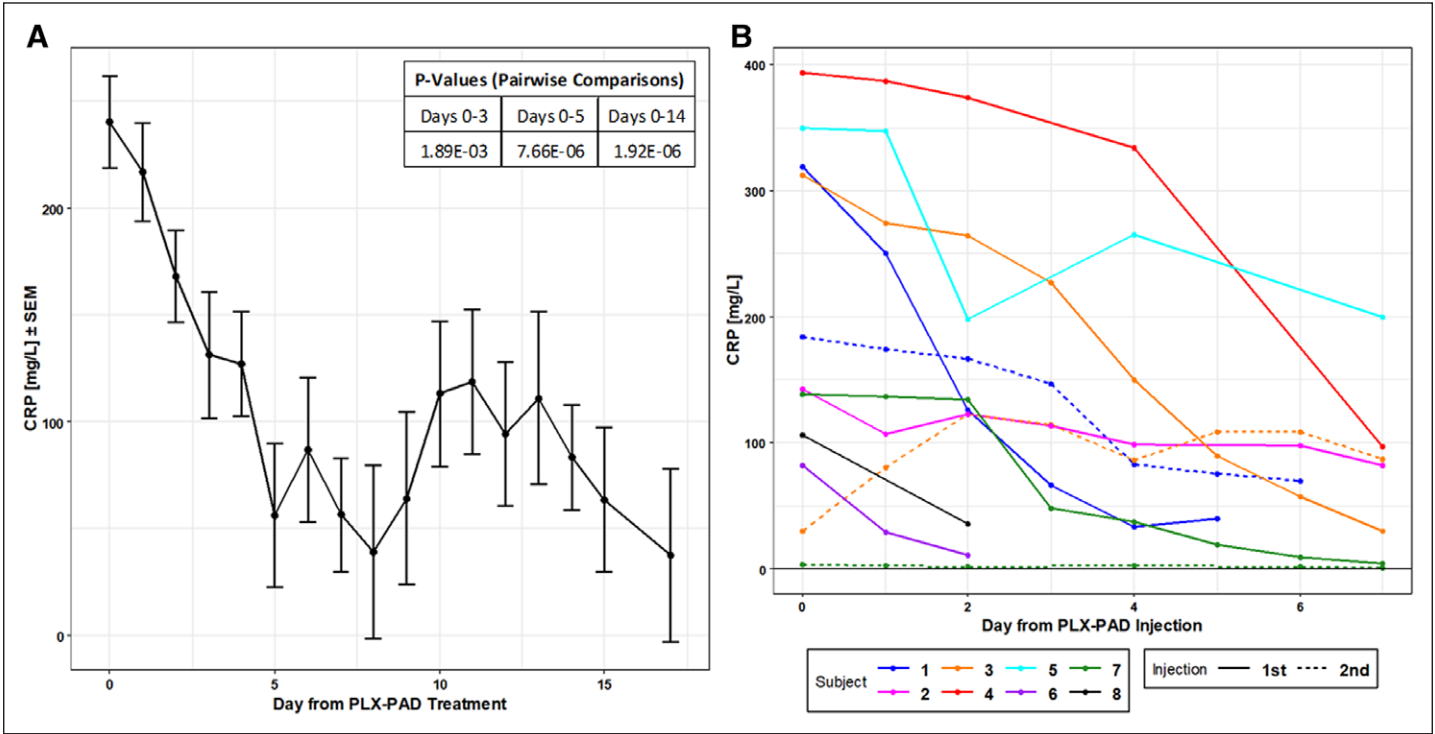 A
CRP [mg/L] ± SEM
200
100
0
P-Values (Pairwise Comparisons)
Days 0-3 Days 0-5 Days 0-14
1.89E-03 7.66E-06 1.92E-06
0 5 10 15
Day from PLX-PAD Treatment
B
CRP [mg/L]
400
300
200
100
0
0 2 4 6
Day from PLX-PAD Injection
Subject 1 3 5 7
2 4 6 8
Injection 1st 2nd